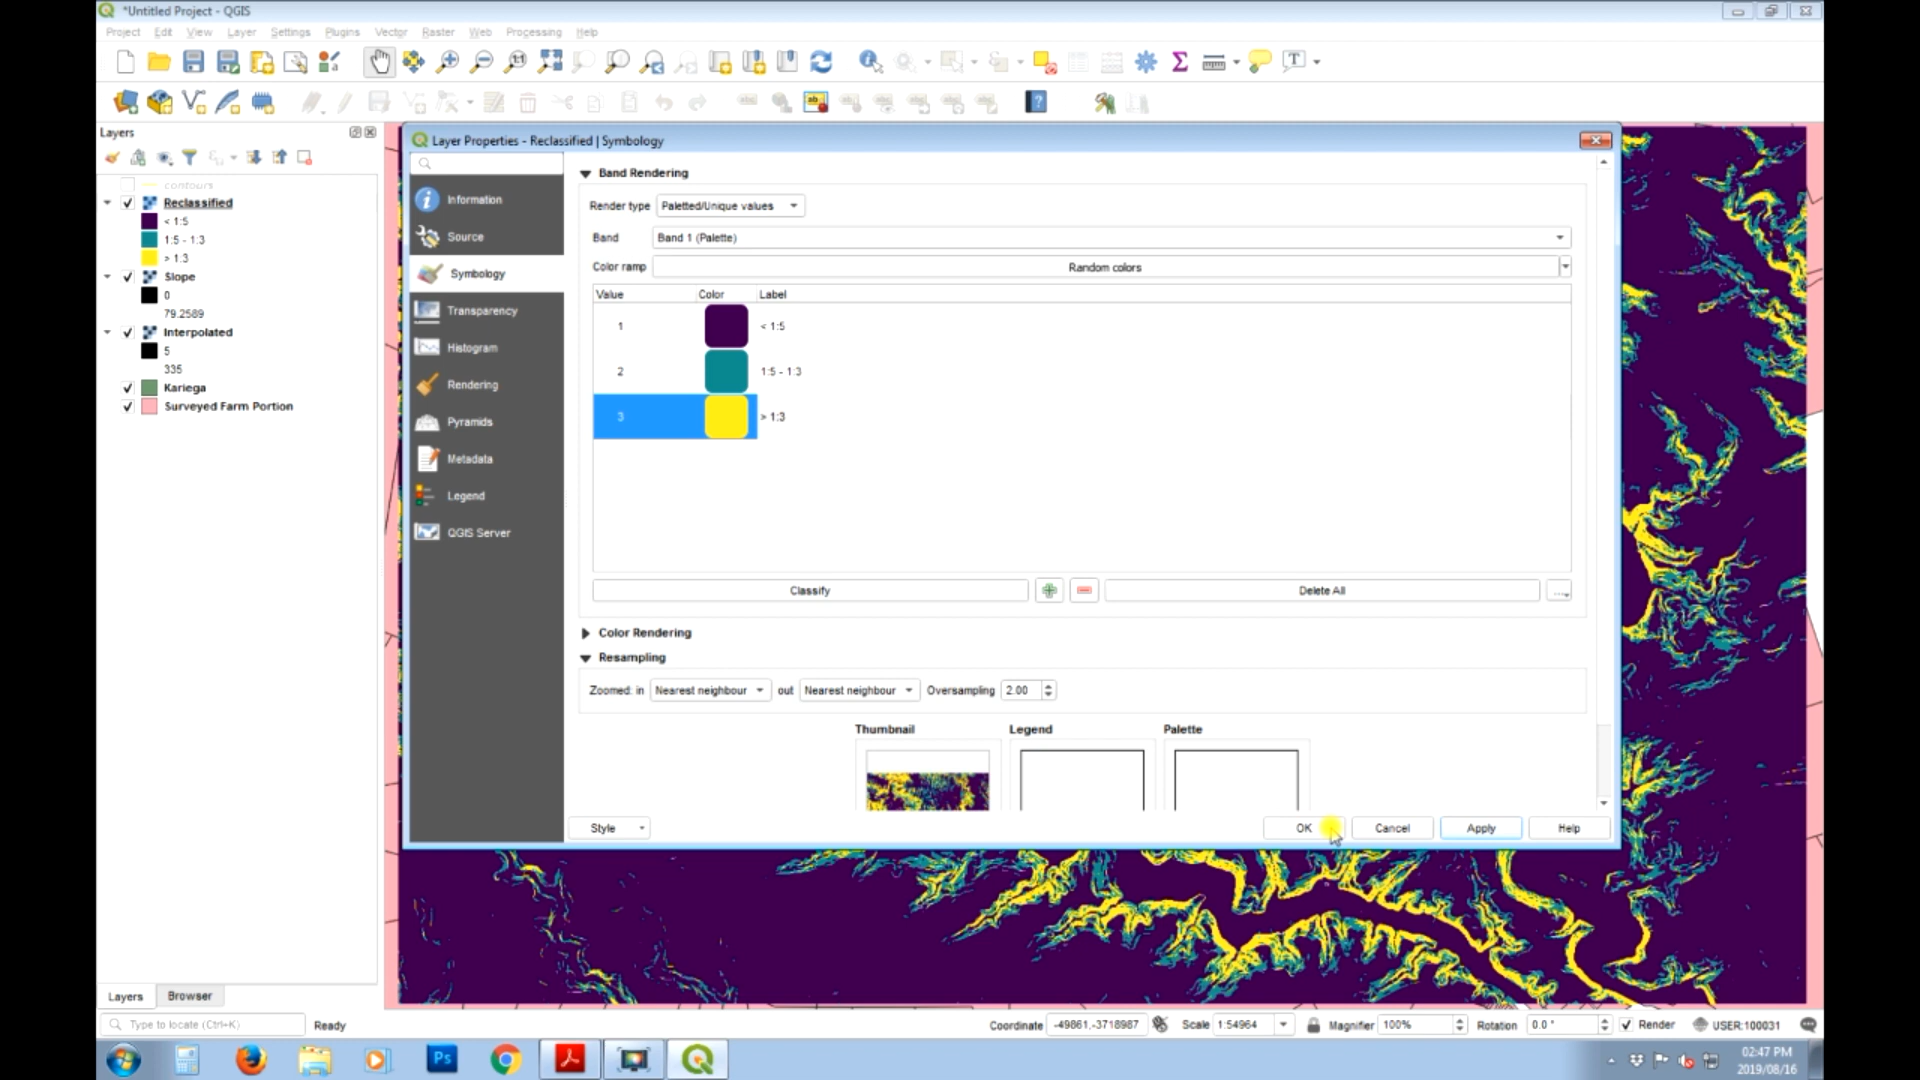 *Untitled Project - QGIS
Project Edit View Layer Settings Plugins Vector Raster Web Processing Help
Layers
contours
Reclassified
< 1:5
1:5 - 1:3
> 1:3
Slope
0
79.2589
Interpolated
5
335
Kariega
Surveyed Farm Portion
Layer Properties - Reclassified | Symbology
Information
Source
Symbology
Transparency
Histogram
Rendering
Pyramids
Metadata
Legend
QGIS Server
Band Rendering
Render type Paletted/Unique values
Band Band 1 (Palette)
Color ramp Random colors
Value Color Label
1 < 1:5
2 1:5 - 1:3
3 > 1:3
Classify Delete All ...
Color Rendering
Resampling
Zoomed: in Nearest neighbour out Nearest neighbour Oversampling 2.00
Thumbnail Legend Palette
Style OK Cancel Apply Help
Layers Browser
Type to locate (Ctrl+K) Ready Coordinate -49861,-3718987 Scale 1:54964 Magnifier 100% Rotation 0.0 ° Render USER:100031
Ps
02:47 PM
2019/08/16